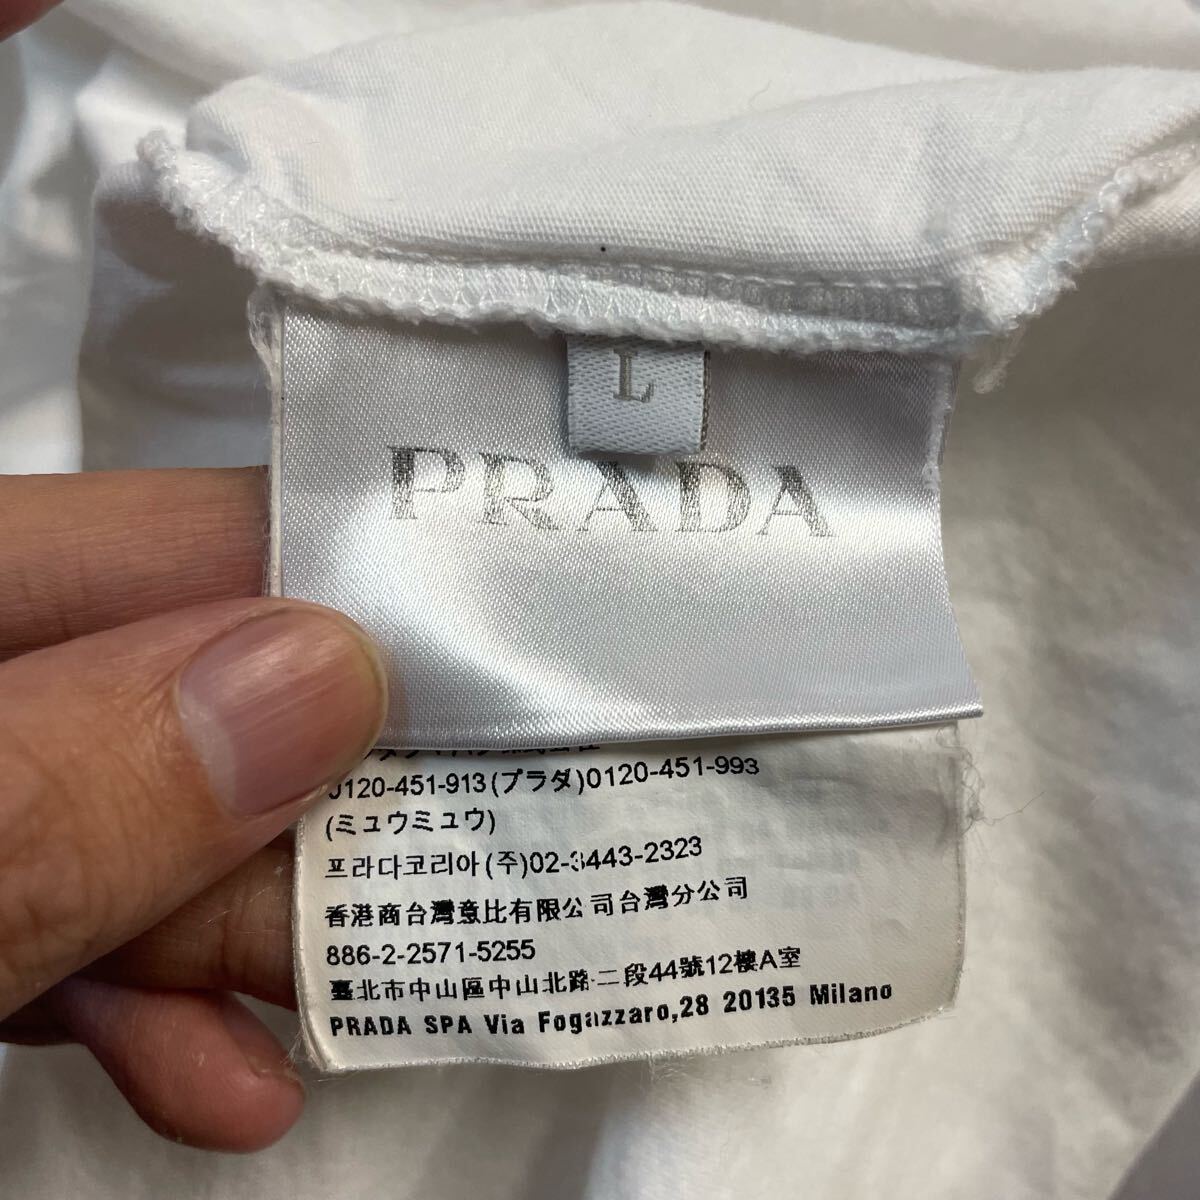 L
PRADA
0120-451-913(プラダ)0120-451-993
(ミュウミュウ)
프라다코리아(주)02-3443-2323
香港商台灣意比有限公司台灣分公司
886-2-2571-5255
臺北市中山區中山北路二段44號12樓A室
PRADA SPA Via Fogazzaro,28 20135 Milano